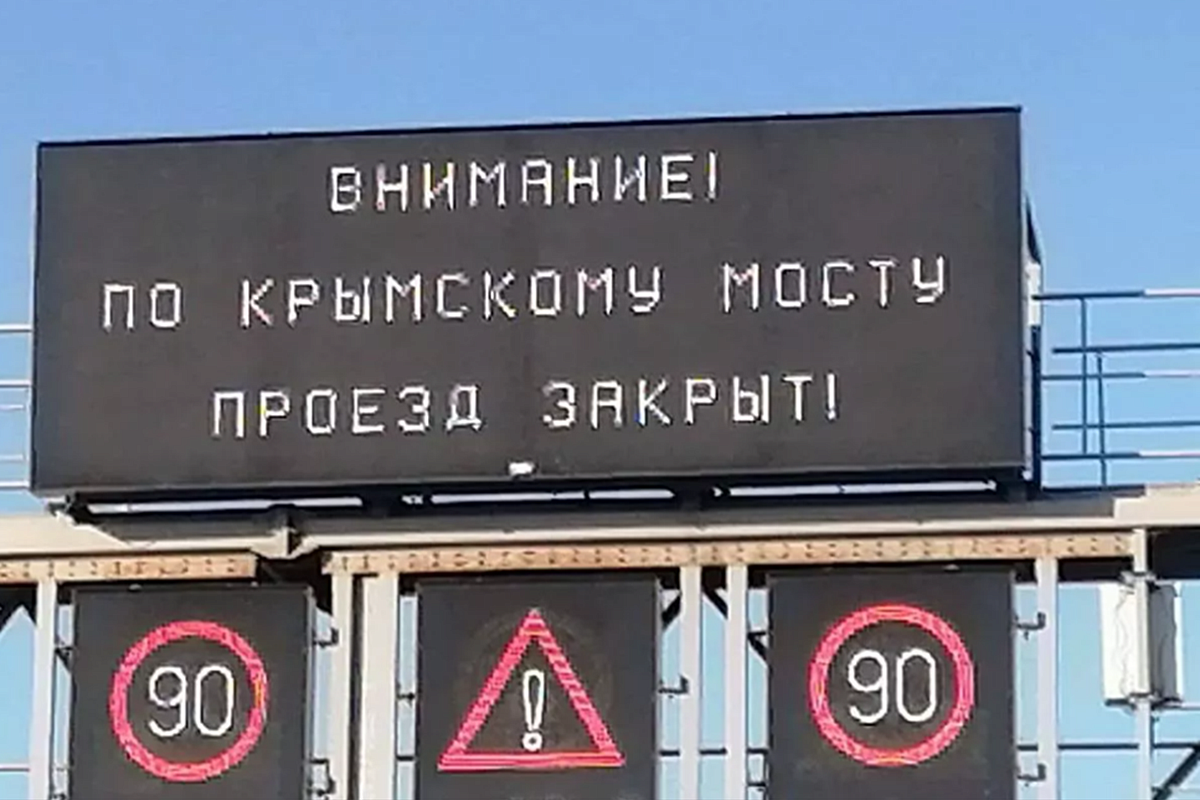 ВНИМАНИЕ!
ПО КРЫМСКОМУ МОСТУ
ПРОЕЗД ЗАКРЫТ!
90 ! 90